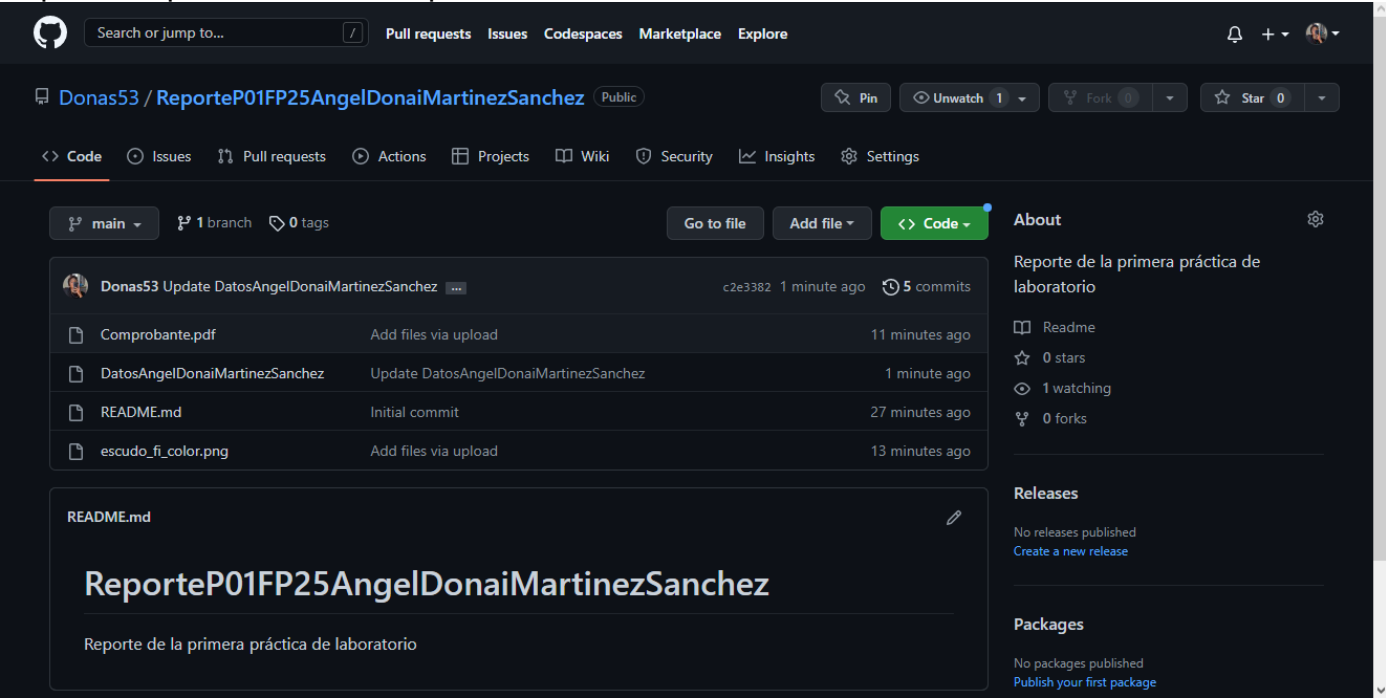 Search or jump to... / Pull requests Issues Codespaces Marketplace Explore
Donas53 / ReporteP01FP25AngelDonaiMartinezSanchez Public Pin Unwatch 1 Fork 0 Star 0
Code Issues Pull requests Actions Projects Wiki Security Insights Settings
main 1 branch 0 tags Go to file Add file Code
Donas53 Update DatosAngelDonaiMartinezSanchez ... c2e3382 1 minute ago 5 commits
Comprobante.pdf Add files via upload 11 minutes ago
DatosAngelDonaiMartinezSanchez Update DatosAngelDonaiMartinezSanchez 1 minute ago
README.md Initial commit 27 minutes ago
escudo_fi_color.png Add files via upload 13 minutes ago
README.md
ReporteP01FP25AngelDonaiMartinezSanchez
Reporte de la primera práctica de laboratorio
About
Reporte de la primera práctica de
laboratorio
Readme
0 stars
1 watching
0 forks
Releases
No releases published
Create a new release
Packages
No packages published
Publish your first package